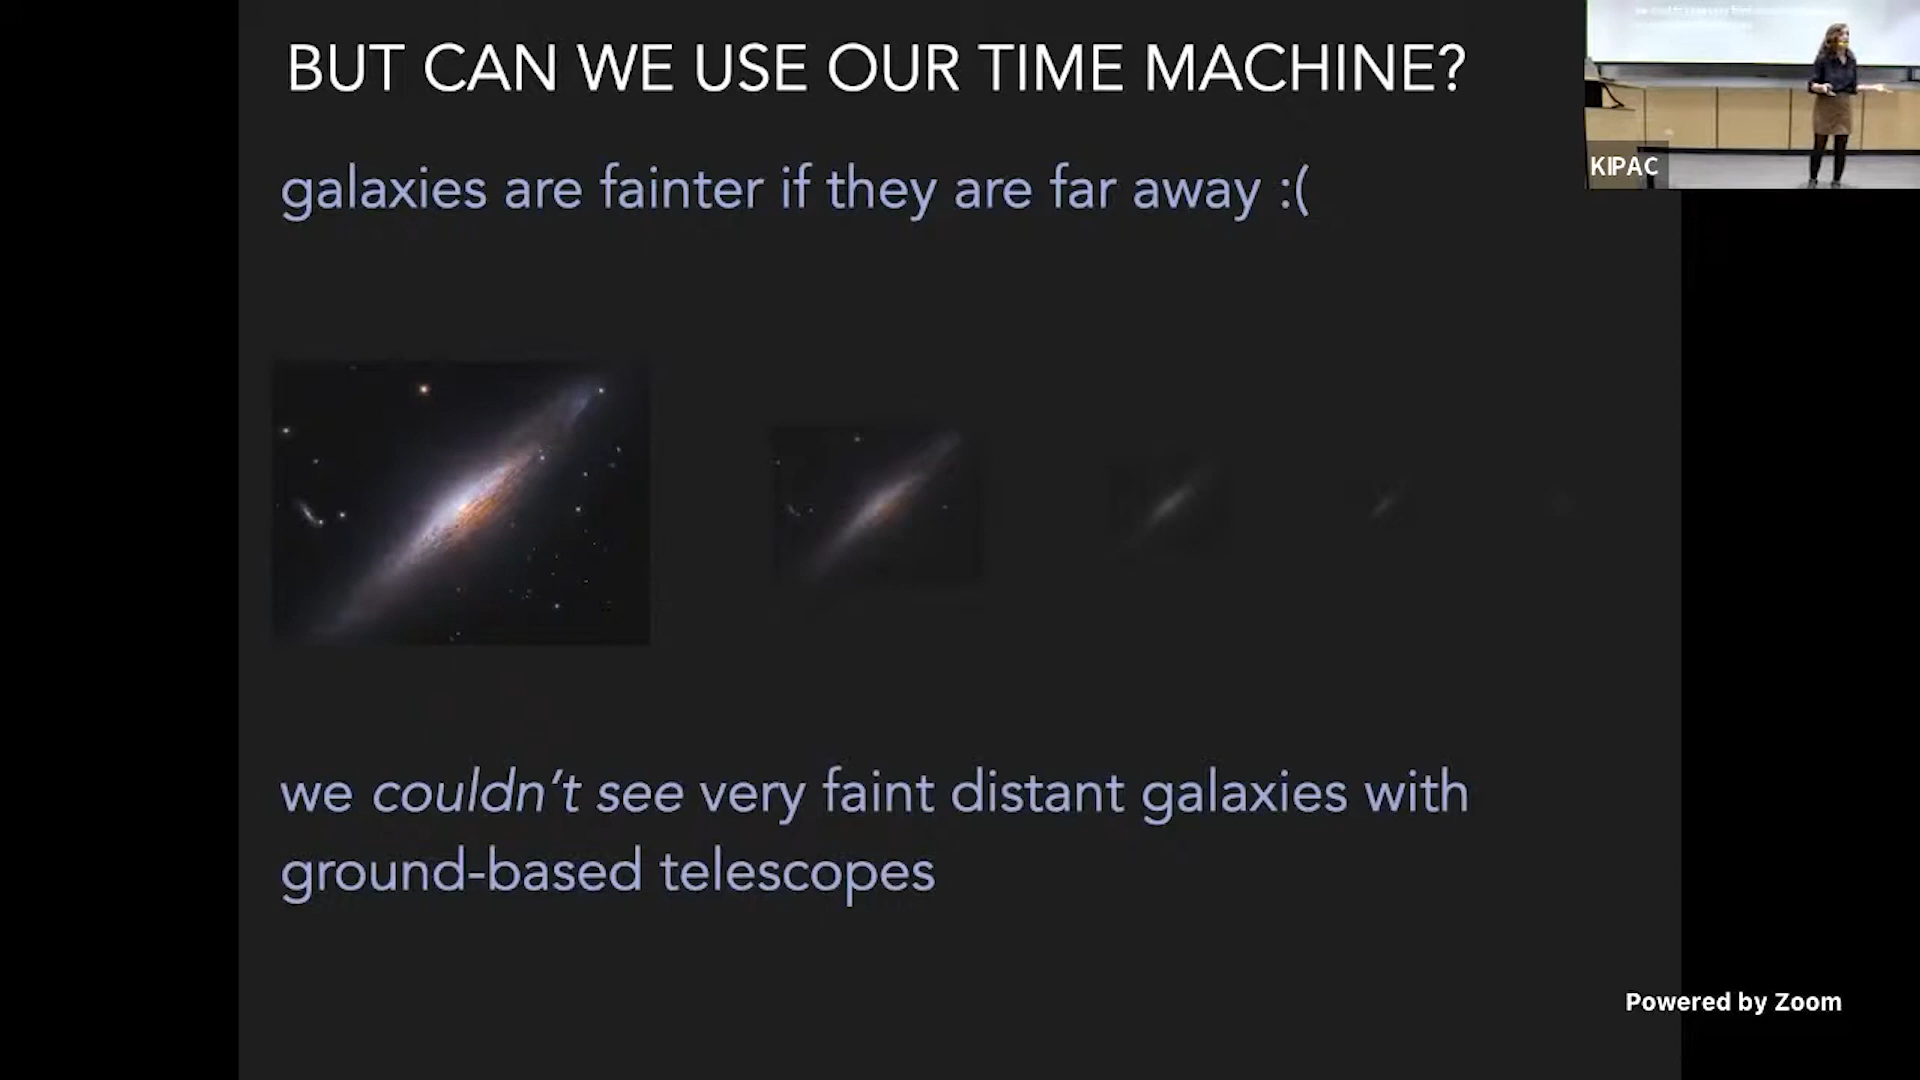 BUT CAN WE USE OUR TIME MACHINE?
galaxies are fainter if they are far away :(
KIPAC
we couldn't see very faint distant galaxies with
ground-based telescopes
Powered by Zoom